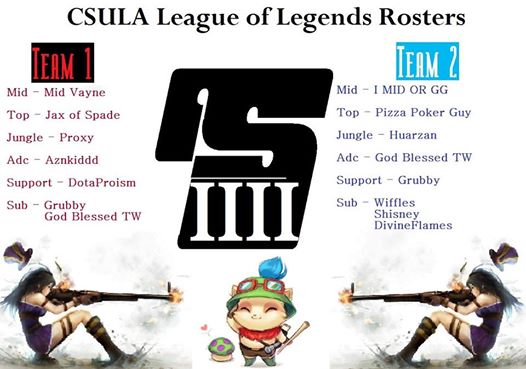 CSULA League of Legends Rosters
Team 1
Mid - Mid Vayne
Top - Jax of Spade
Jungle - Proxy
Adc - Aznkiddd
Support - DotaProism
Sub - Grubby
God Blessed TW
Team 2
Mid - I MID OR GG
Top - Pizza Poker Guy
Jungle - Huarzan
Adc - God Blessed TW
Support - Grubby
Sub - Wiffles
Shisney
DivineFlames
S
IIII